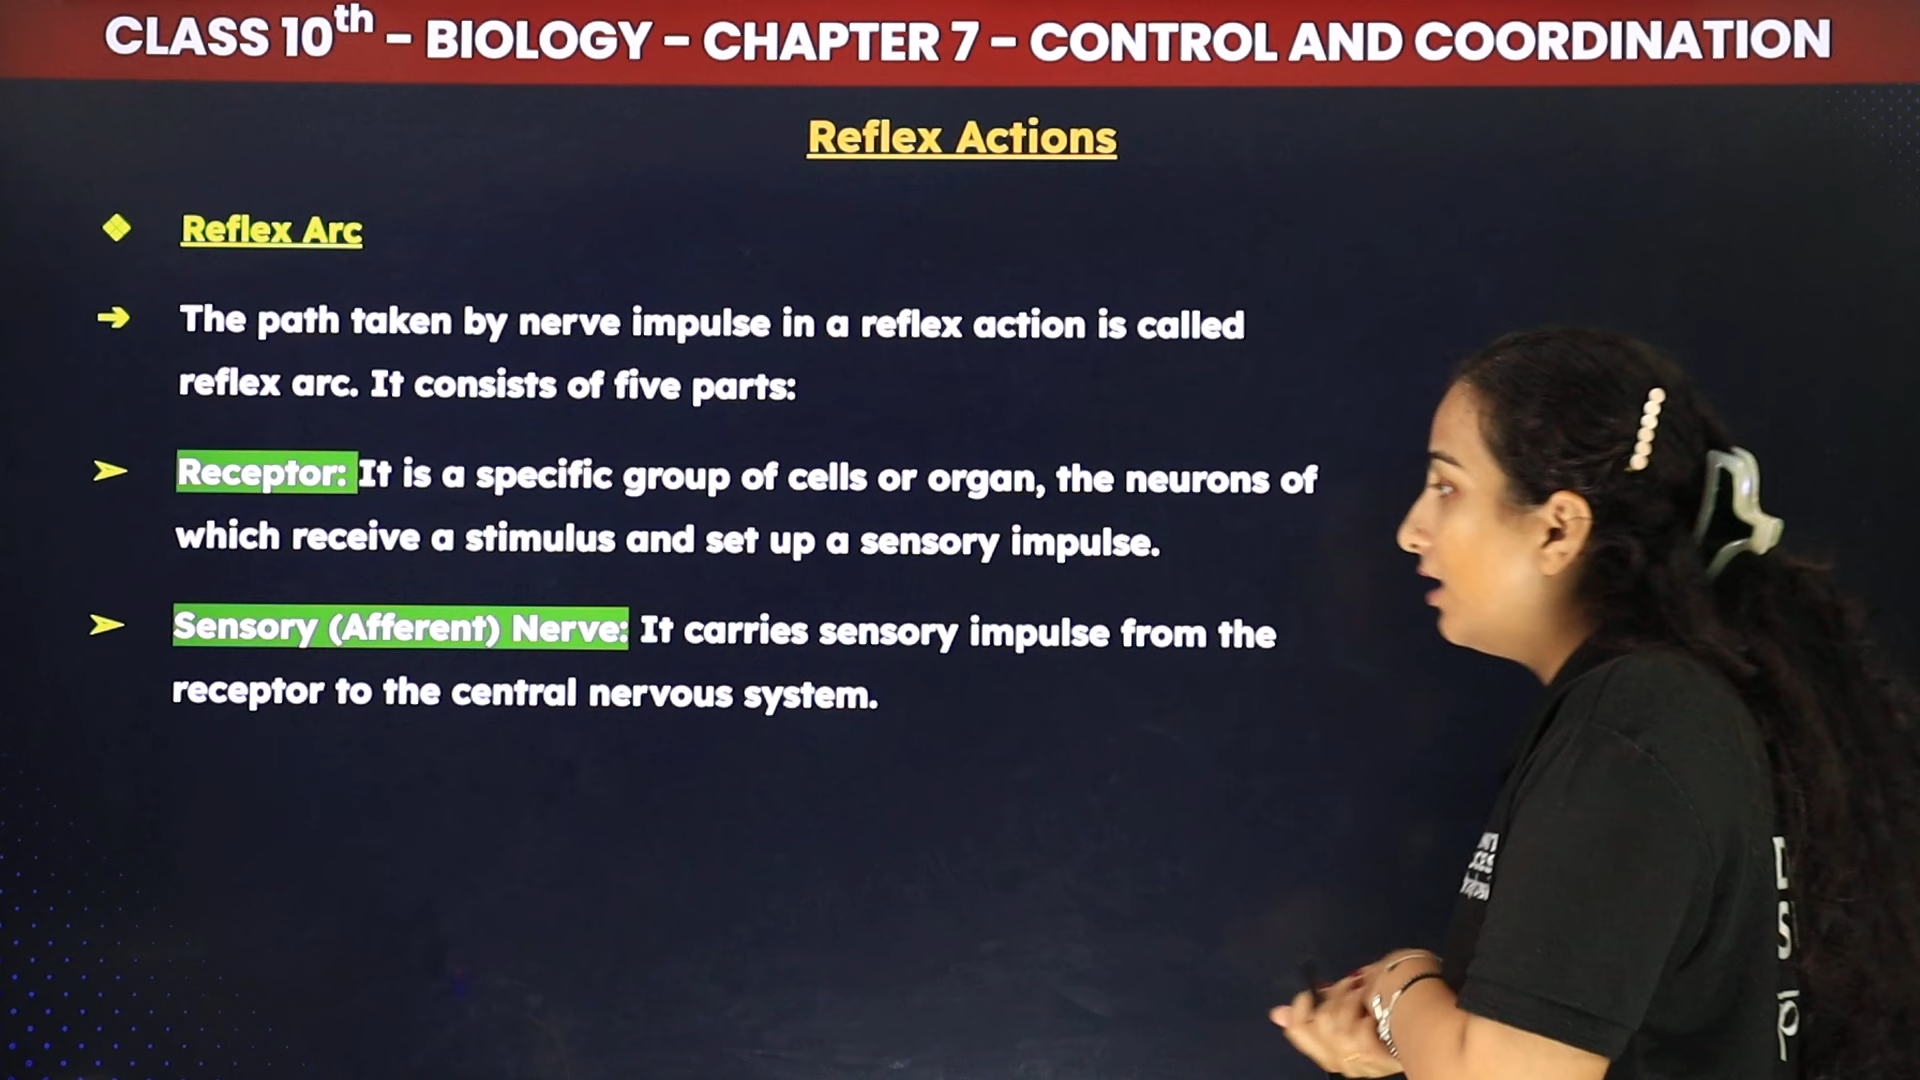 CLASS 10th - BIOLOGY - CHAPTER 7 - CONTROL AND COORDINATION
Reflex Actions
Reflex Arc
The path taken by nerve impulse in a reflex action is called
reflex arc. It consists of five parts:
Receptor: It is a specific group of cells or organ, the neurons of
which receive a stimulus and set up a sensory impulse.
Sensory (Afferent) Nerve: It carries sensory impulse from the
receptor to the central nervous system.